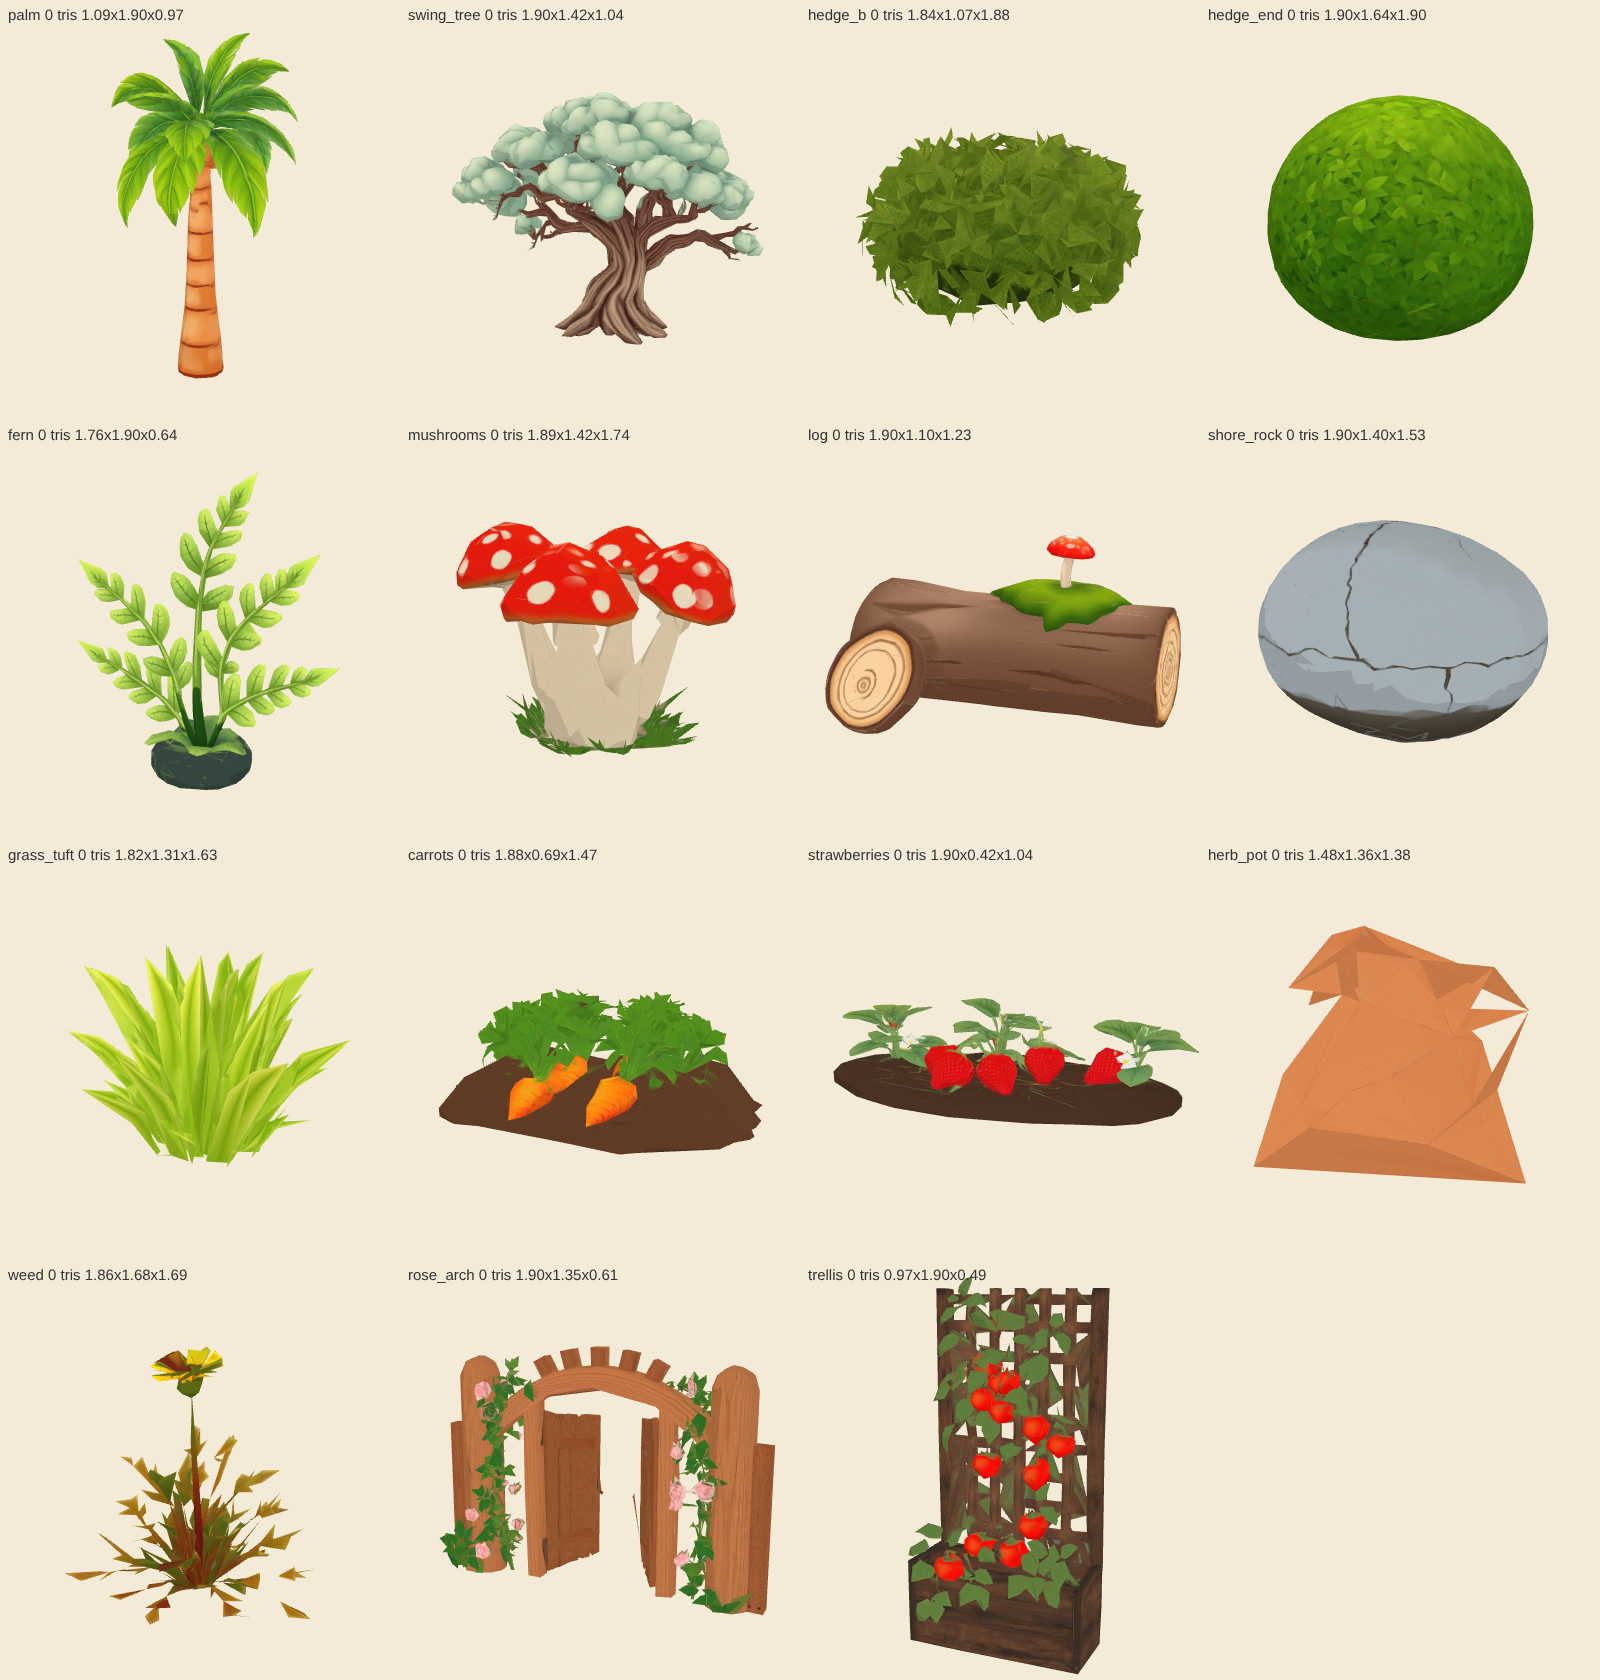 palm 0 tris 1.09x1.90x0.97
swing_tree 0 tris 1.90x1.42x1.04
hedge_b 0 tris 1.84x1.07x1.88
hedge_end 0 tris 1.90x1.64x1.90
fern 0 tris 1.76x1.90x0.64
mushrooms 0 tris 1.89x1.42x1.74
log 0 tris 1.90x1.10x1.23
shore_rock 0 tris 1.90x1.40x1.53
grass_tuft 0 tris 1.82x1.31x1.63
carrots 0 tris 1.88x0.69x1.47
strawberries 0 tris 1.90x0.42x1.04
herb_pot 0 tris 1.48x1.36x1.38
weed 0 tris 1.86x1.68x1.69
rose_arch 0 tris 1.90x1.35x0.61
trellis 0 tris 0.97x1.90x0.49